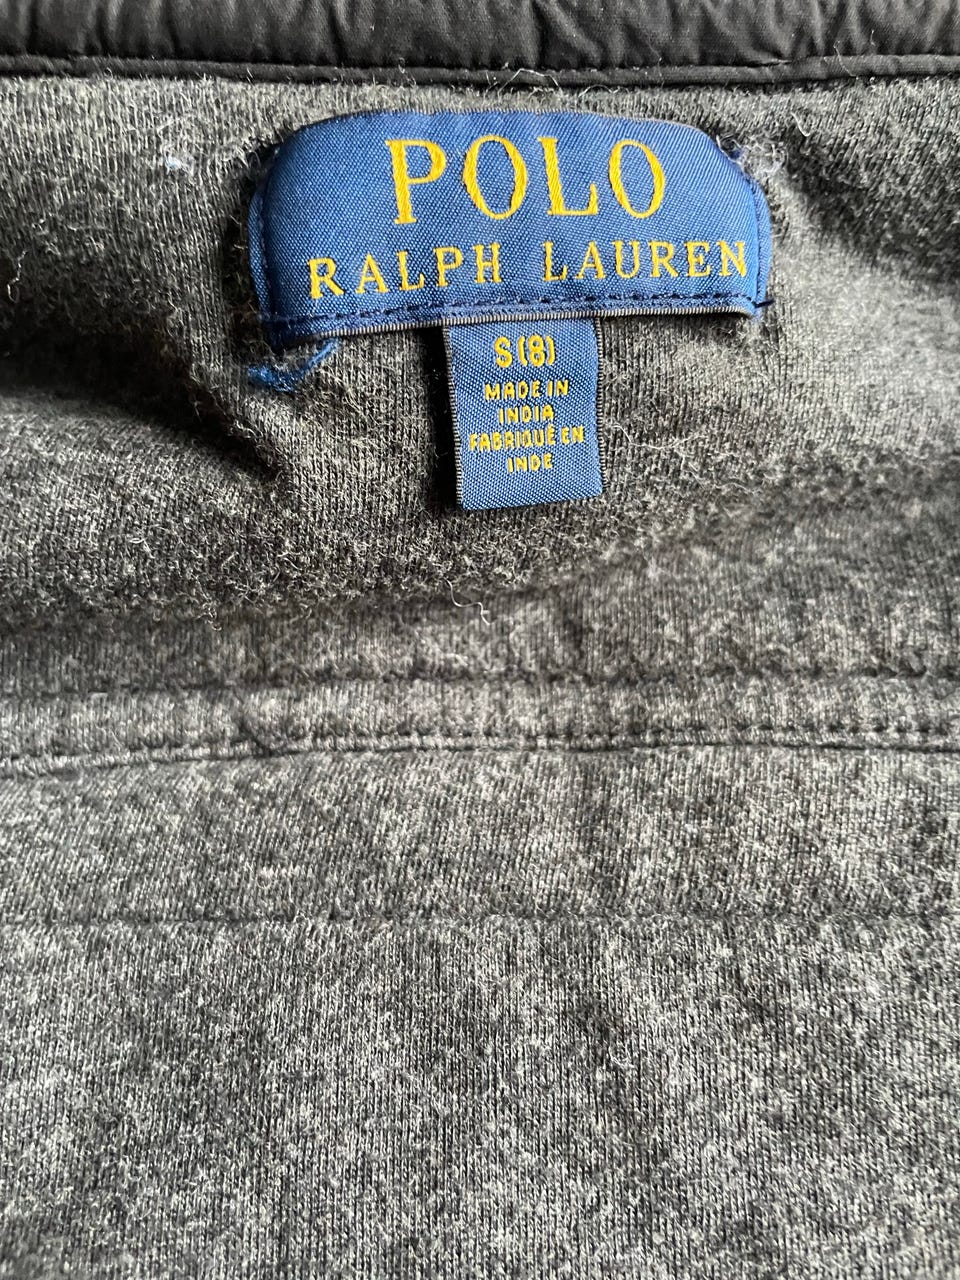 POLO
RALPH LAUREN
S(8)
MADE IN
INDIA
FABRIQUÉ EN
INDE